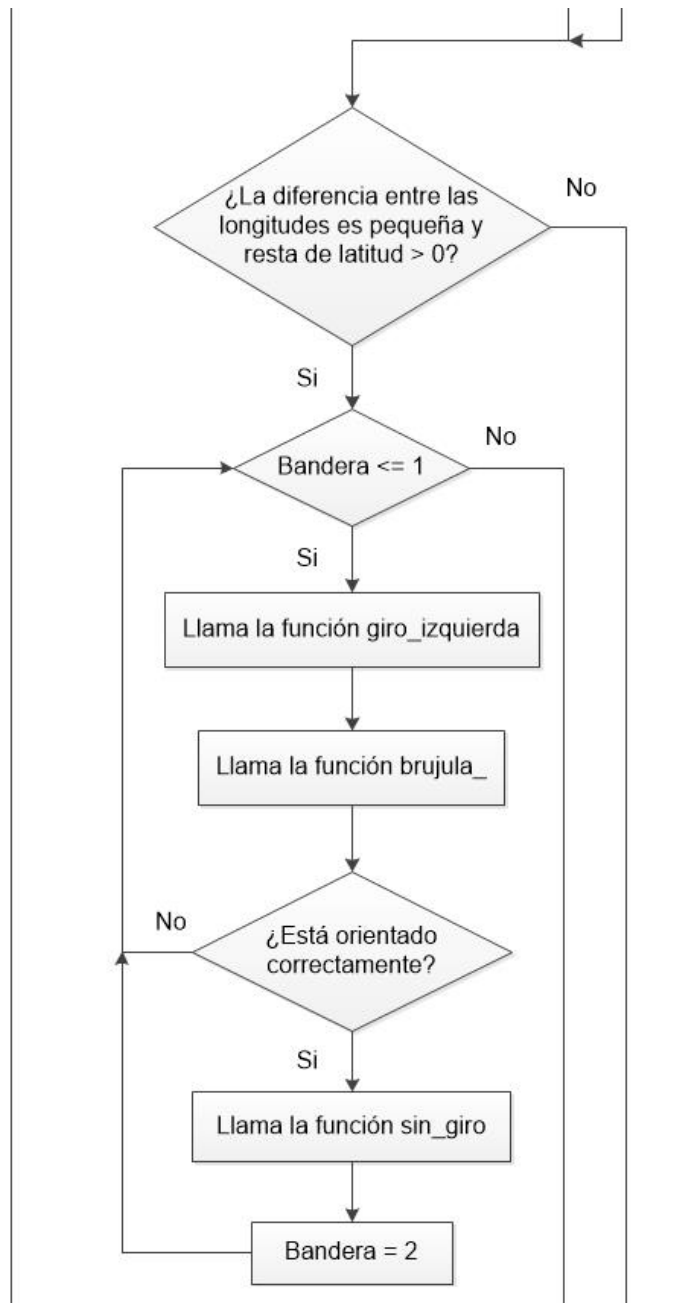 ¿La diferencia entre las
longitudes es pequeña y
resta de latitud > 0?
No
Si
Bandera <= 1
No
Si
Llama la función giro_izquierda
Llama la función brujula_
¿Está orientado
correctamente?
No
Si
Llama la función sin_giro
Bandera = 2